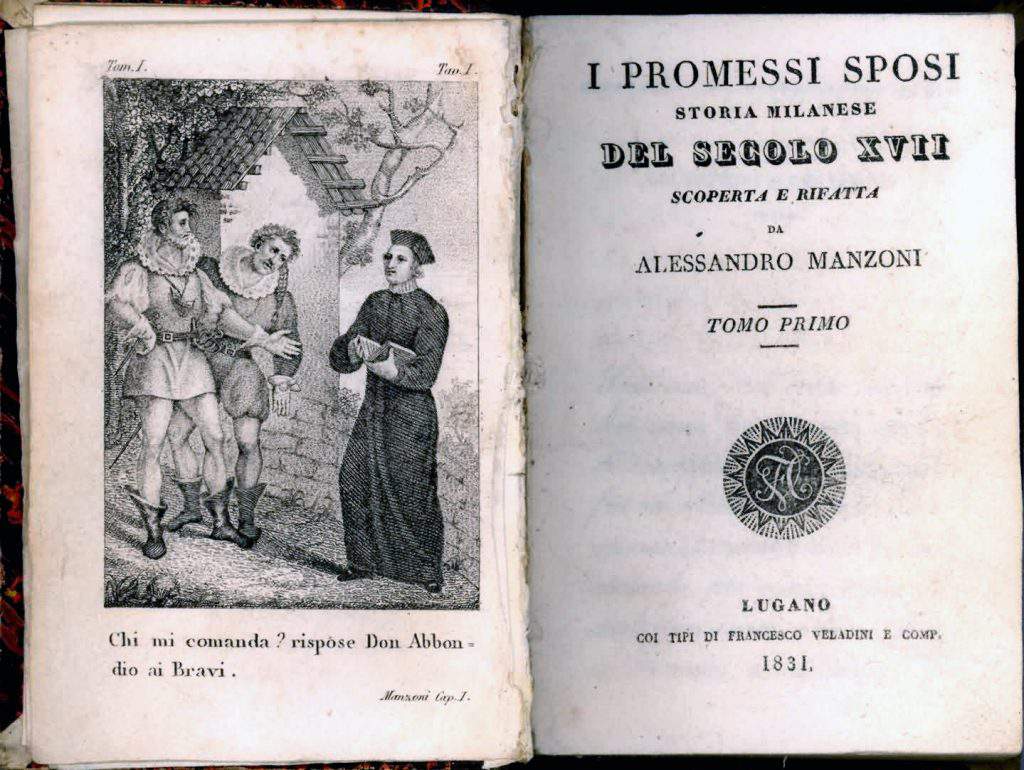 Tom. I.
Tav. I.
Chi mi comanda? rispose Don Abbon=
dio ai Bravi.
Manzoni Cap. I.
I PROMESSI SPOSI
STORIA MILANESE
DEL SECOLO XVII
SCOPERTA E RIFATTA
DA
ALESSANDRO MANZONI
TOMO PRIMO
LUGANO
COI TIPI DI FRANCESCO VELADINI E COMP.
1831.